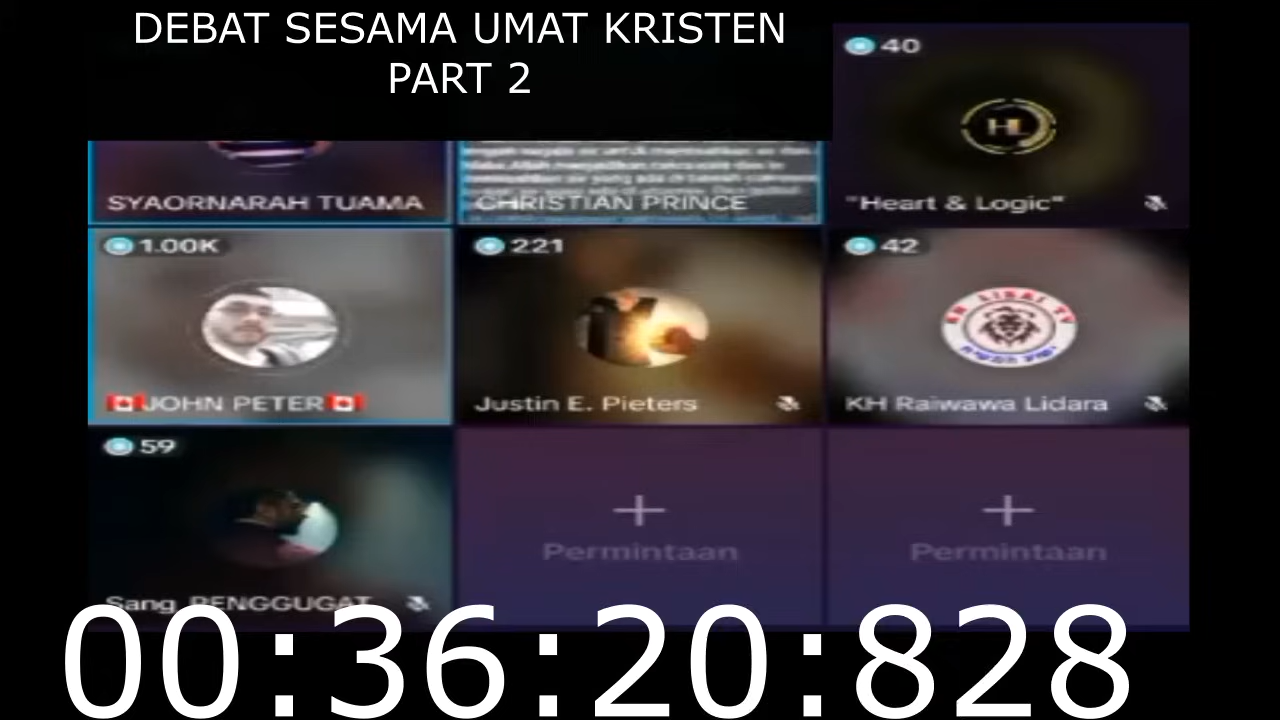 DEBAT SESAMA UMAT KRISTEN
PART 2
40
HL
SYAORNARAH TUAMA
CHRISTIAN PRINCE
"Heart & Logic"
1.00K
221
42
JOHN PETER
Justin E. Pieters
KH Raiwawa Lidara
59
Permintaan
Permintaan
Sang PENGGUGAT
00:36:20:828